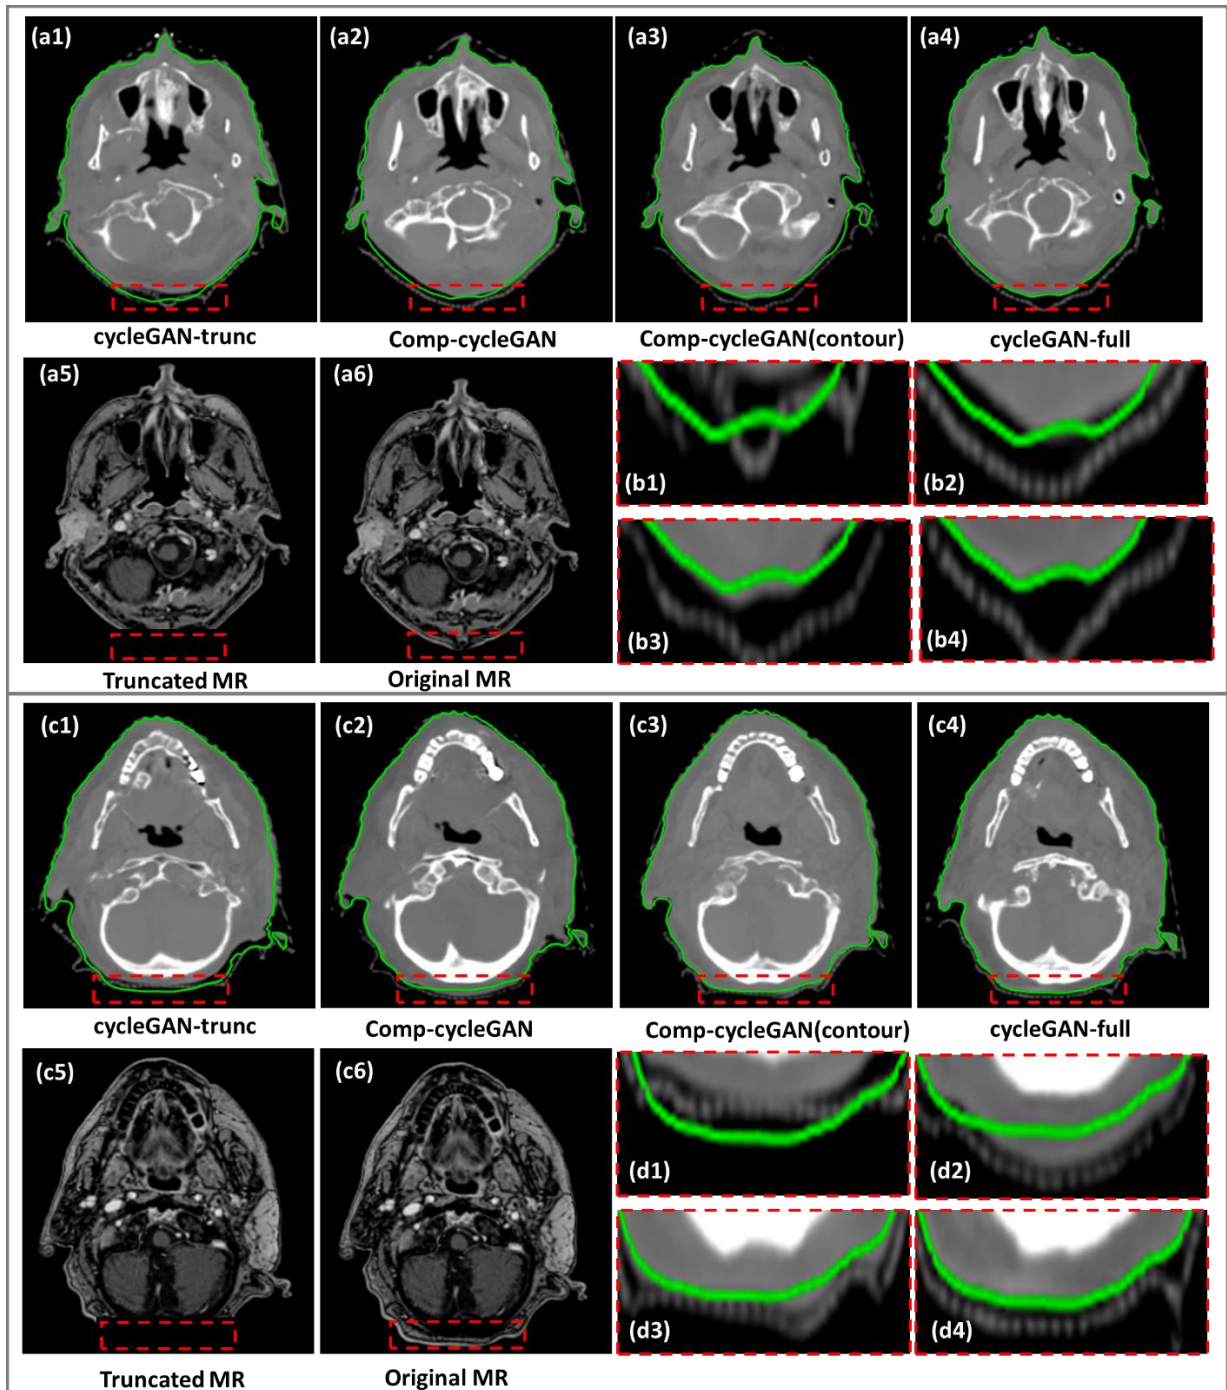 (a1) (a2) (a3) (a4)
cycleGAN-trunc Comp-cycleGAN Comp-cycleGAN(contour) cycleGAN-full
(a5) (a6)
(b1) (b2)
(b3) (b4)
Truncated MR Original MR
(c1) (c2) (c3) (c4)
cycleGAN-trunc Comp-cycleGAN Comp-cycleGAN(contour) cycleGAN-full
(c5) (c6)
(d1) (d2)
(d3) (d4)
Truncated MR Original MR